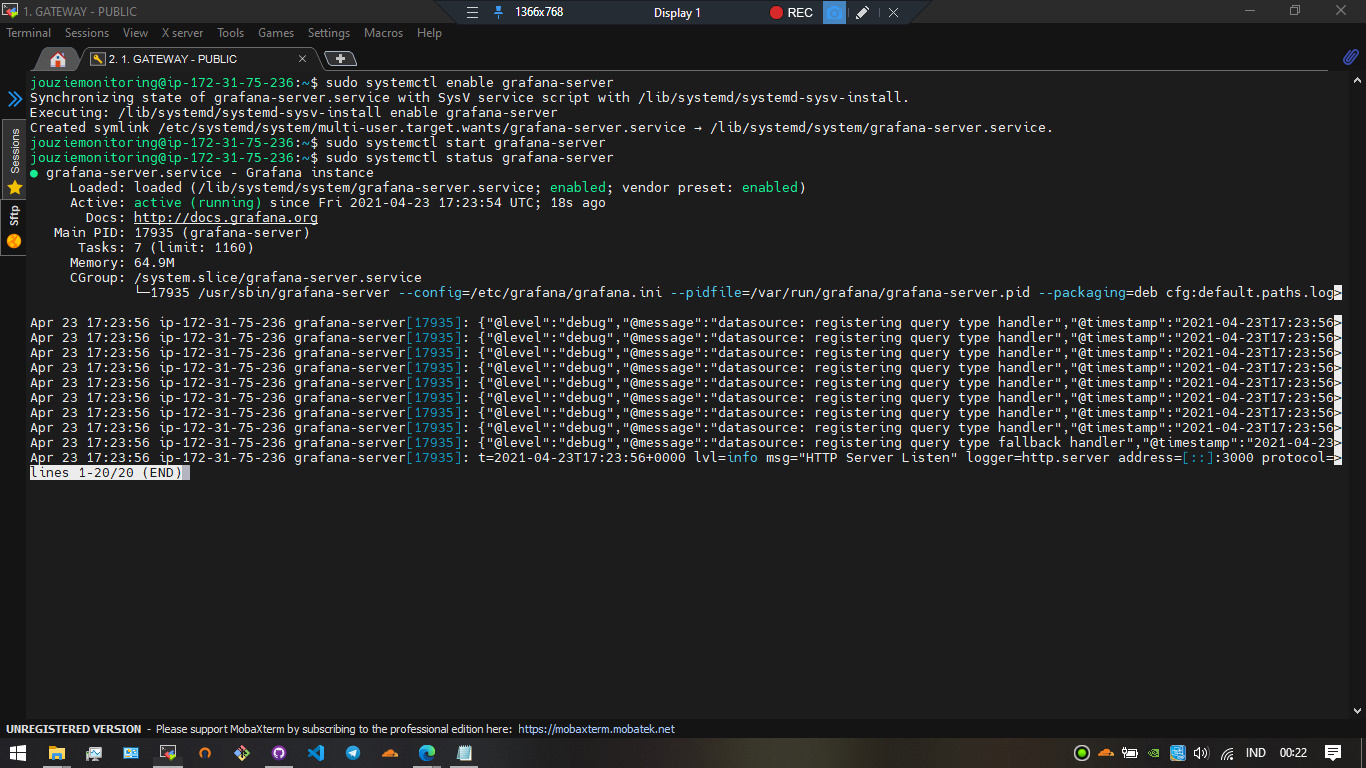 1. GATEWAY - PUBLIC
1366x768
Display 1
REC
Terminal Sessions View X server Tools Games Settings Macros Help
2. 1. GATEWAY - PUBLIC
Sessions
Sftp
jouziemonitoring@ip-172-31-75-236:~$ sudo systemctl enable grafana-server
Synchronizing state of grafana-server.service with SysV service script with /lib/systemd/systemd-sysv-install.
Executing: /lib/systemd/systemd-sysv-install enable grafana-server
Created symlink /etc/systemd/system/multi-user.target.wants/grafana-server.service → /lib/systemd/system/grafana-server.service.
jouziemonitoring@ip-172-31-75-236:~$ sudo systemctl start grafana-server
jouziemonitoring@ip-172-31-75-236:~$ sudo systemctl status grafana-server
● grafana-server.service - Grafana instance
Loaded: loaded (/lib/systemd/system/grafana-server.service; enabled; vendor preset: enabled)
Active: active (running) since Fri 2021-04-23 17:23:54 UTC; 18s ago
Docs: http://docs.grafana.org
Main PID: 17935 (grafana-server)
Tasks: 7 (limit: 1160)
Memory: 64.9M
CGroup: /system.slice/grafana-server.service
└─17935 /usr/sbin/grafana-server --config=/etc/grafana/grafana.ini --pidfile=/var/run/grafana/grafana-server.pid --packaging=deb cfg:default.paths.log>
Apr 23 17:23:56 ip-172-31-75-236 grafana-server[17935]: {"@level":"debug","@message":"datasource: registering query type handler","@timestamp":"2021-04-23T17:23:56>
Apr 23 17:23:56 ip-172-31-75-236 grafana-server[17935]: {"@level":"debug","@message":"datasource: registering query type handler","@timestamp":"2021-04-23T17:23:56>
Apr 23 17:23:56 ip-172-31-75-236 grafana-server[17935]: {"@level":"debug","@message":"datasource: registering query type handler","@timestamp":"2021-04-23T17:23:56>
Apr 23 17:23:56 ip-172-31-75-236 grafana-server[17935]: {"@level":"debug","@message":"datasource: registering query type handler","@timestamp":"2021-04-23T17:23:56>
Apr 23 17:23:56 ip-172-31-75-236 grafana-server[17935]: {"@level":"debug","@message":"datasource: registering query type handler","@timestamp":"2021-04-23T17:23:56>
Apr 23 17:23:56 ip-172-31-75-236 grafana-server[17935]: {"@level":"debug","@message":"datasource: registering query type handler","@timestamp":"2021-04-23T17:23:56>
Apr 23 17:23:56 ip-172-31-75-236 grafana-server[17935]: {"@level":"debug","@message":"datasource: registering query type handler","@timestamp":"2021-04-23T17:23:56>
Apr 23 17:23:56 ip-172-31-75-236 grafana-server[17935]: {"@level":"debug","@message":"datasource: registering query type handler","@timestamp":"2021-04-23T17:23:56>
Apr 23 17:23:56 ip-172-31-75-236 grafana-server[17935]: {"@level":"debug","@message":"datasource: registering query type fallback handler","@timestamp":"2021-04-23>
Apr 23 17:23:56 ip-172-31-75-236 grafana-server[17935]: t=2021-04-23T17:23:56+0000 lvl=info msg="HTTP Server Listen" logger=http.server address=[::]:3000 protocol=>
lines 1-20/20 (END)
UNREGISTERED VERSION - Please support MobaXterm by subscribing to the professional edition here: https://mobaxterm.mobatek.net
IND 00:22